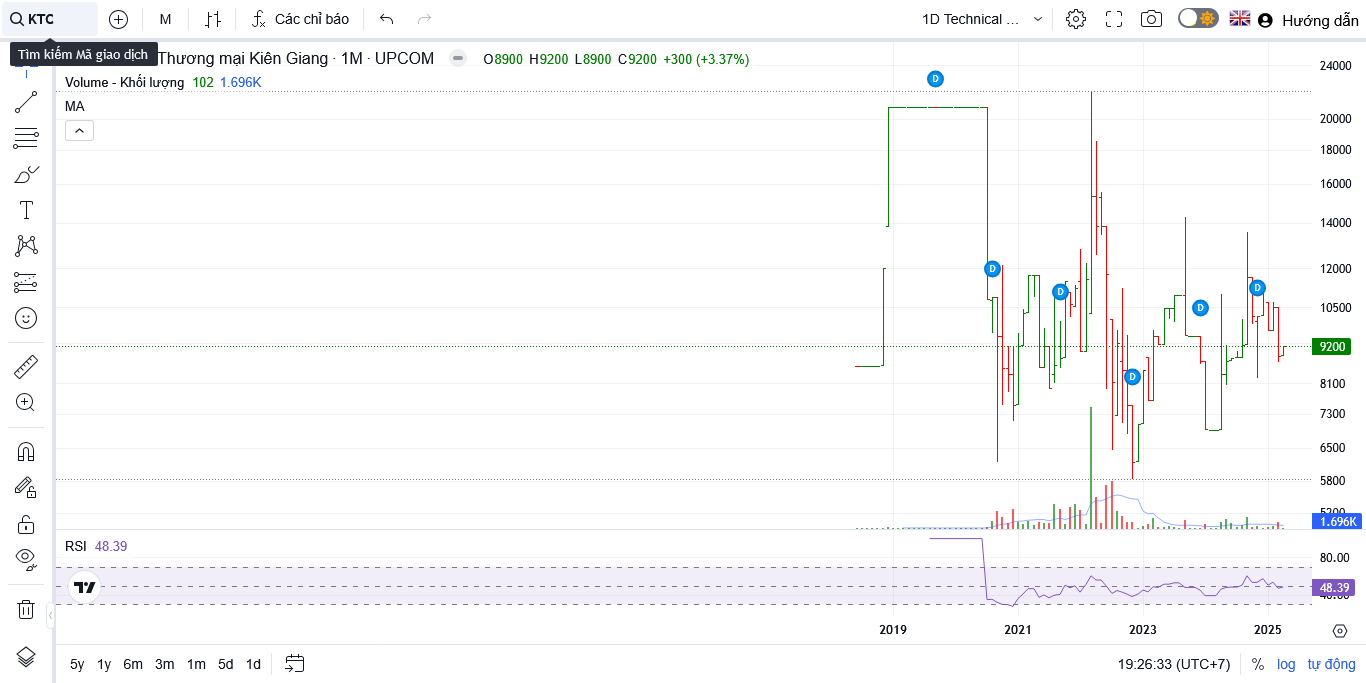 KTC
M
Các chỉ báo
1D Technical ...
Hướng dẫn
Tìm kiếm Mã giao dịch
Thương mại Kiên Giang · 1M · UPCOM
O8900 H9200 L8900 C9200 +300 (+3.37%)
Volume - Khối lượng 102 1.696K
MA
24000
20000
18000
16000
14000
12000
10500
9200
8100
7300
6500
5800
5200
1.696K
D
D
D
D
D
D
RSI 48.39
80.00
48.39
40.00
2019
2021
2023
2025
5y 1y 6m 3m 1m 5d 1d
19:26:33 (UTC+7)
%
log
tự động